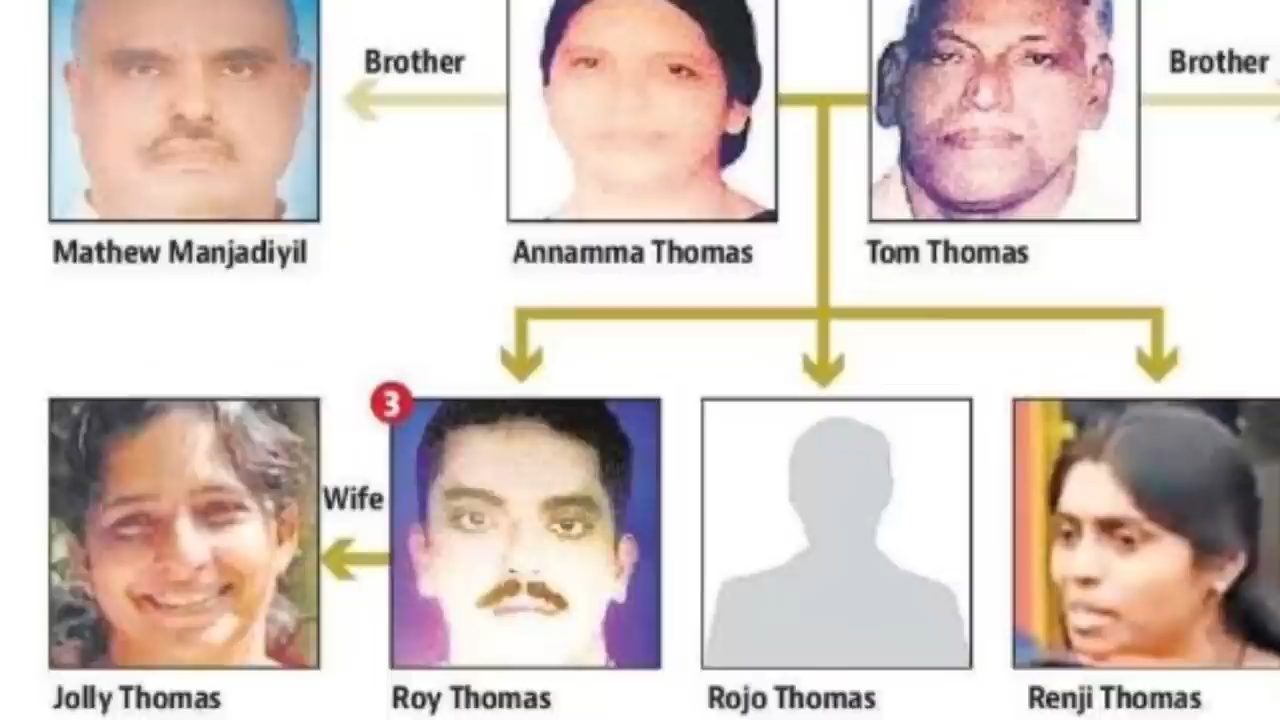 Brother
Brother
Mathew Manjadiyil
Annamma Thomas
Tom Thomas
3
Wife
Jolly Thomas
Roy Thomas
Rojo Thomas
Renji Thomas